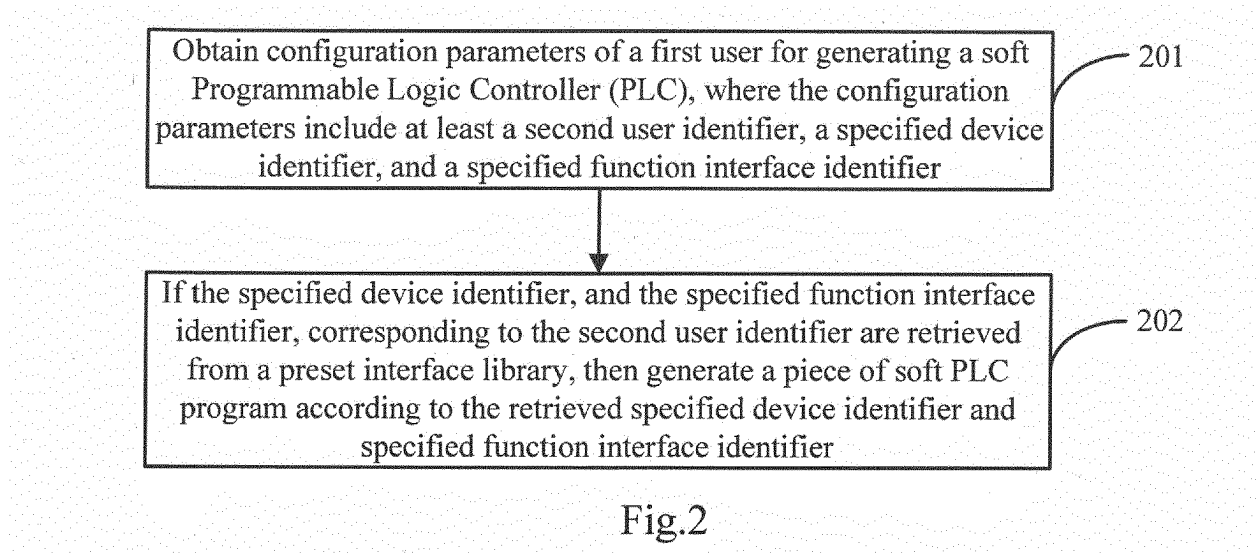 Obtain configuration parameters of a first user for generating a soft
Programmable Logic Controller (PLC), where the configuration
parameters include at least a second user identifier, a specified device
identifier, and a specified function interface identifier
201
If the specified device identifier, and the specified function interface
identifier, corresponding to the second user identifier are retrieved
from a preset interface library, then generate a piece of soft PLC
program according to the retrieved specified device identifier and
specified function interface identifier
202
Fig.2